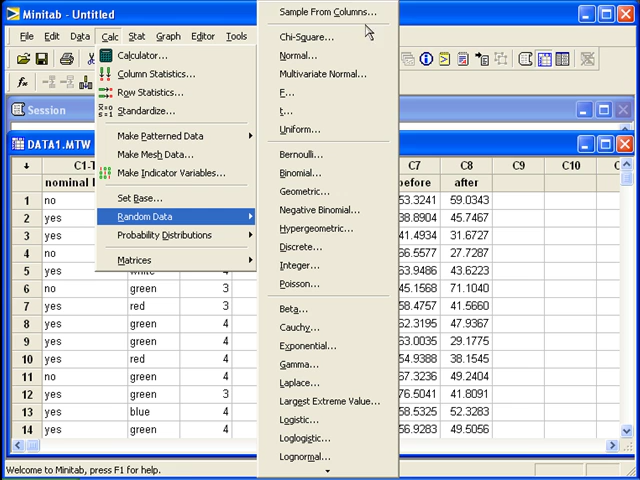 Minitab - Untitled
File Edit Data Calc Stat Graph Editor Tools
Calculator...
Column Statistics...
Row Statistics...
Standardize...
Make Patterned Data
Make Mesh Data...
Make Indicator Variables...
Set Base...
Random Data
Probability Distributions
Matrices
Sample From Columns...
Chi-Square...
Normal...
Multivariate Normal...
F...
t...
Uniform...
Bernoulli...
Binomial...
Geometric...
Negative Binomial...
Hypergeometric...
Discrete...
Integer...
Poisson...
Beta...
Cauchy...
Exponential...
Gamma...
Laplace...
Largest Extreme Value...
Logistic...
Loglogistic...
Lognormal...
Session
DATA1.MTW
C7 C8 C9 C10
nominal before after
1 no 53.3241 59.0343
2 yes 38.8904 45.7467
3 yes 41.4934 31.6727
4 no 66.5577 27.7287
5 yes white 4 63.9486 43.6223
6 no green 3 45.1568 71.1040
7 yes red 3 58.4757 41.5660
8 yes green 4 62.3195 47.9367
9 yes green 4 63.0035 29.1775
10 yes red 4 54.9388 38.1545
11 no green 4 67.3236 49.2404
12 yes green 3 76.5041 41.8091
13 yes blue 4 58.5325 52.3283
14 yes green 4 56.9283 49.5056
Welcome to Minitab, press F1 for help.